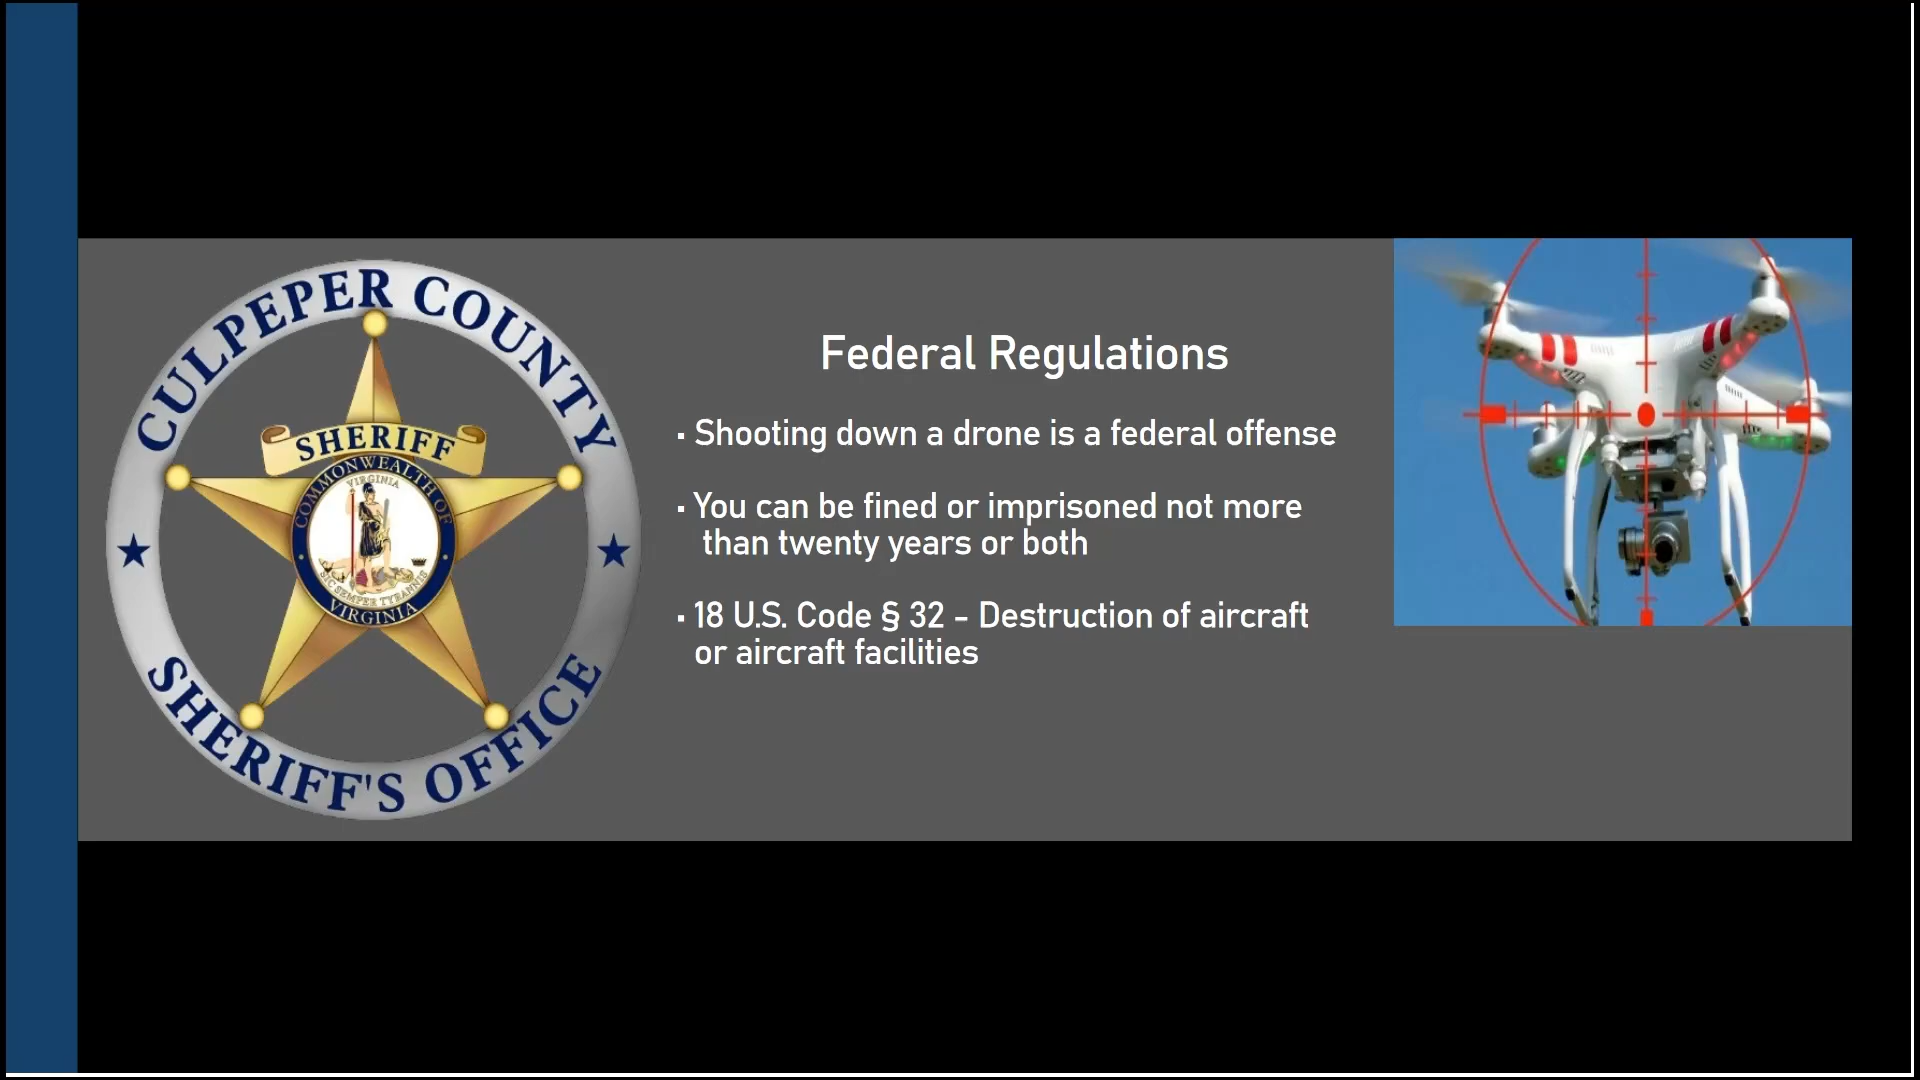 CULPEPER COUNTY
SHERIFF
COMMONWEALTH OF
VIRGINIA
SIC SEMPER TYRANNIS
VIRGINIA
SHERIFF'S OFFICE
Federal Regulations
▪ Shooting down a drone is a federal offense
▪ You can be fined or imprisoned not more
than twenty years or both
▪ 18 U.S. Code § 32 - Destruction of aircraft
or aircraft facilities